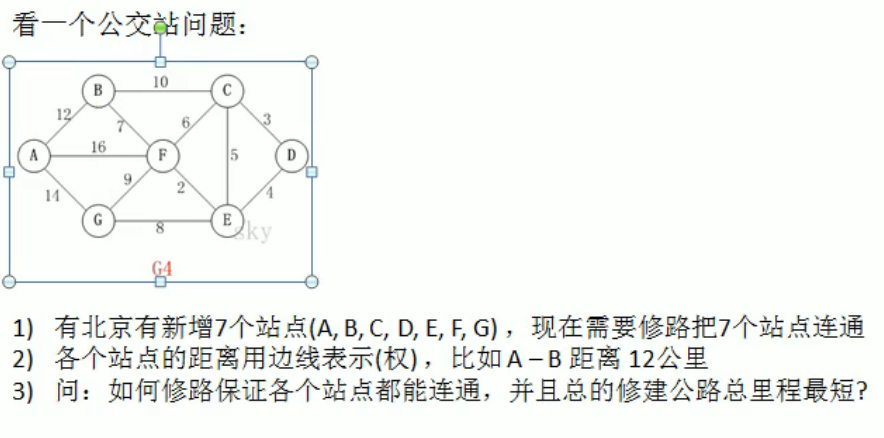 看一个公交站问题:
10
B
C
12
7
6
3
16
A
F
5
D
9
2
4
14
G
E
8
sky
G4
1) 有北京有新增7个站点(A, B, C, D, E, F, G) ，现在需要修路把7个站点连通
2) 各个站点的距离用边线表示(权) ，比如 A – B 距离 12公里
3) 问：如何修路保证各个站点都能连通，并且总的修建公路总里程最短?